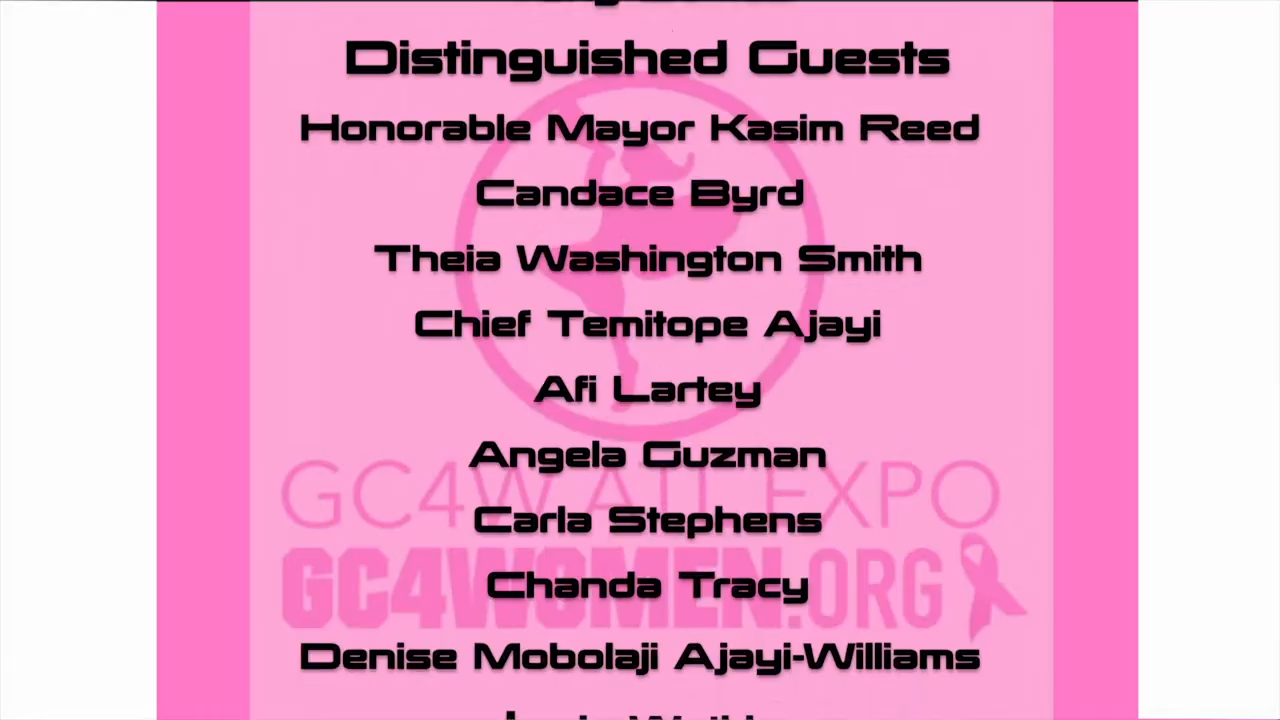 Distinguished Guests
Honorable Mayor Kasim Reed
Candace Byrd
Theia Washington Smith
Chief Temitope Ajayi
Afi Lartey
Angela Guzman
GC4W ATL EXPO
Carla Stephens
GC4WOMEN.ORG
Chanda Tracy
Denise Mobolaji Ajayi-Williams